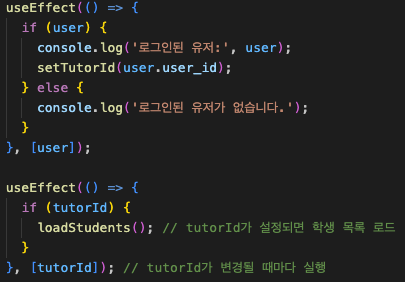 useEffect(() => {
  if (user) {
    console.log('로그인된 유저:', user);
    setTutorId(user.user_id);
  } else {
    console.log('로그인된 유저가 없습니다.');
  }
}, [user]);

useEffect(() => {
  if (tutorId) {
    loadStudents(); // tutorId가 설정되면 학생 목록 로드
  }
}, [tutorId]); // tutorId가 변경될 때마다 실행